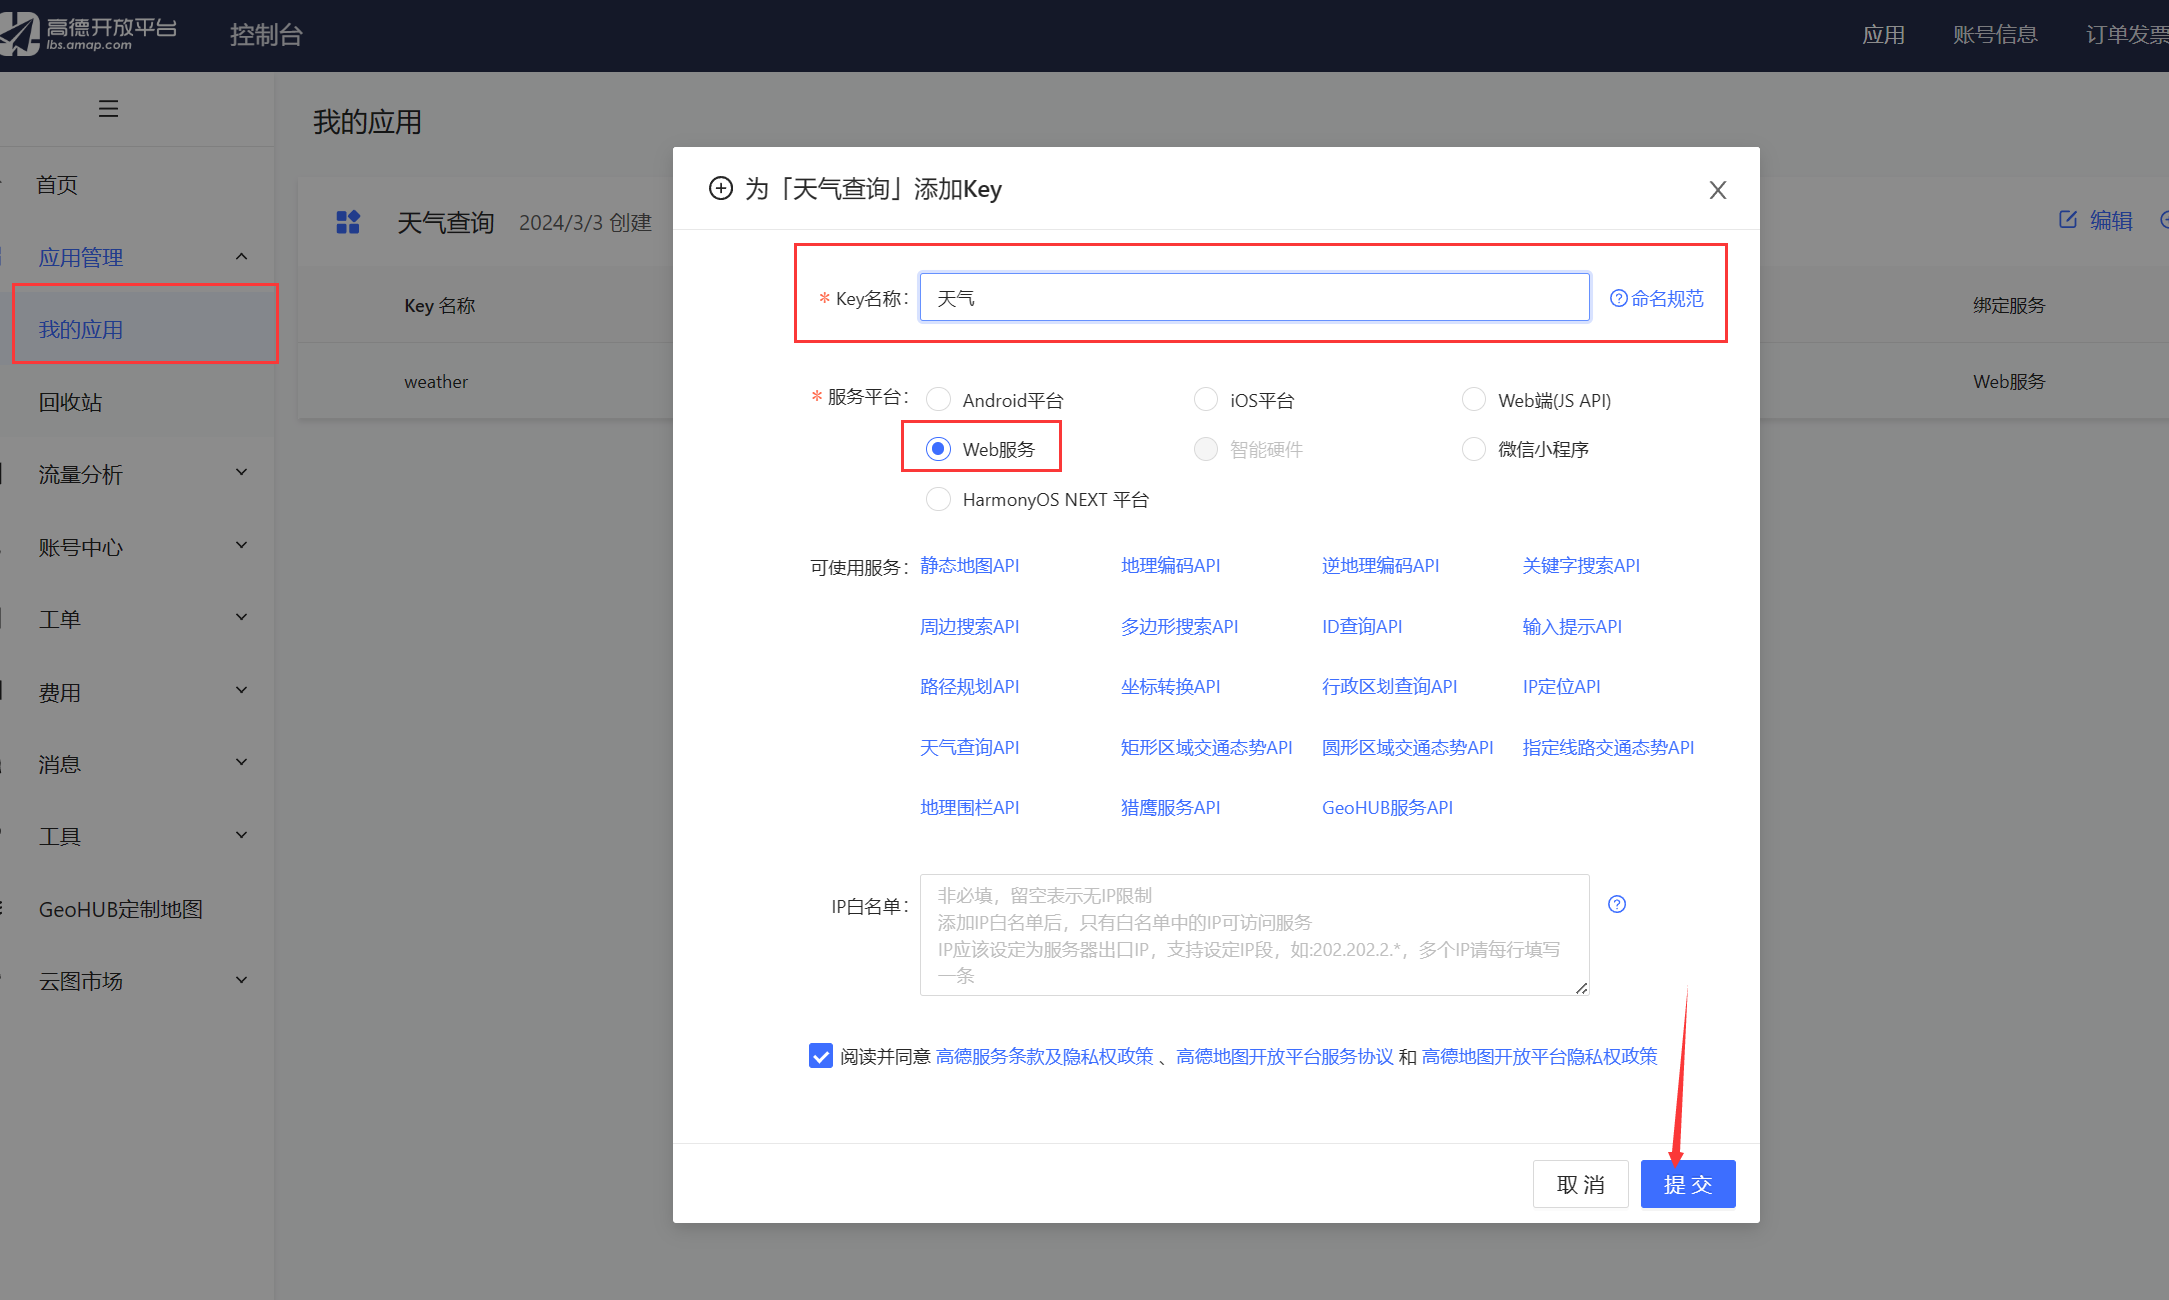 高德开放平台
lbs.amap.com
控制台
应用
账号信息
订单发票
首页
应用管理
我的应用
回收站
流量分析
账号中心
工单
费用
消息
工具
GeoHUB定制地图
云图市场
我的应用
天气查询 2024/3/3 创建
编辑
Key 名称
绑定服务
weather
Web服务
为「天气查询」添加Key
X
* Key名称: 天气 命名规范
* 服务平台: Android平台 iOS平台 Web端(JS API)
Web服务 智能硬件 微信小程序
HarmonyOS NEXT 平台
可使用服务: 静态地图API 地理编码API 逆地理编码API 关键字搜索API
周边搜索API 多边形搜索API ID查询API 输入提示API
路径规划API 坐标转换API 行政区划查询API IP定位API
天气查询API 矩形区域交通态势API 圆形区域交通态势API 指定线路交通态势API
地理围栏API 猎鹰服务API GeoHUB服务API
IP白名单: 非必填，留空表示无IP限制
添加IP白名单后，只有白名单中的IP可访问服务
IP应该设定为服务器出口IP，支持设定IP段，如:202.202.2.*，多个IP请每行填写
一条
阅读并同意 高德服务条款及隐私权政策 、高德地图开放平台服务协议 和 高德地图开放平台隐私权政策
取 消
提 交